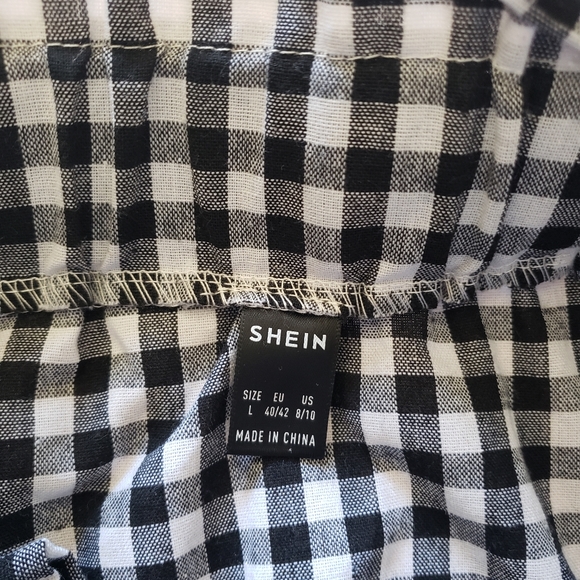 SHEIN
SIZE EU US
L 40/42 8/10
MADE IN CHINA